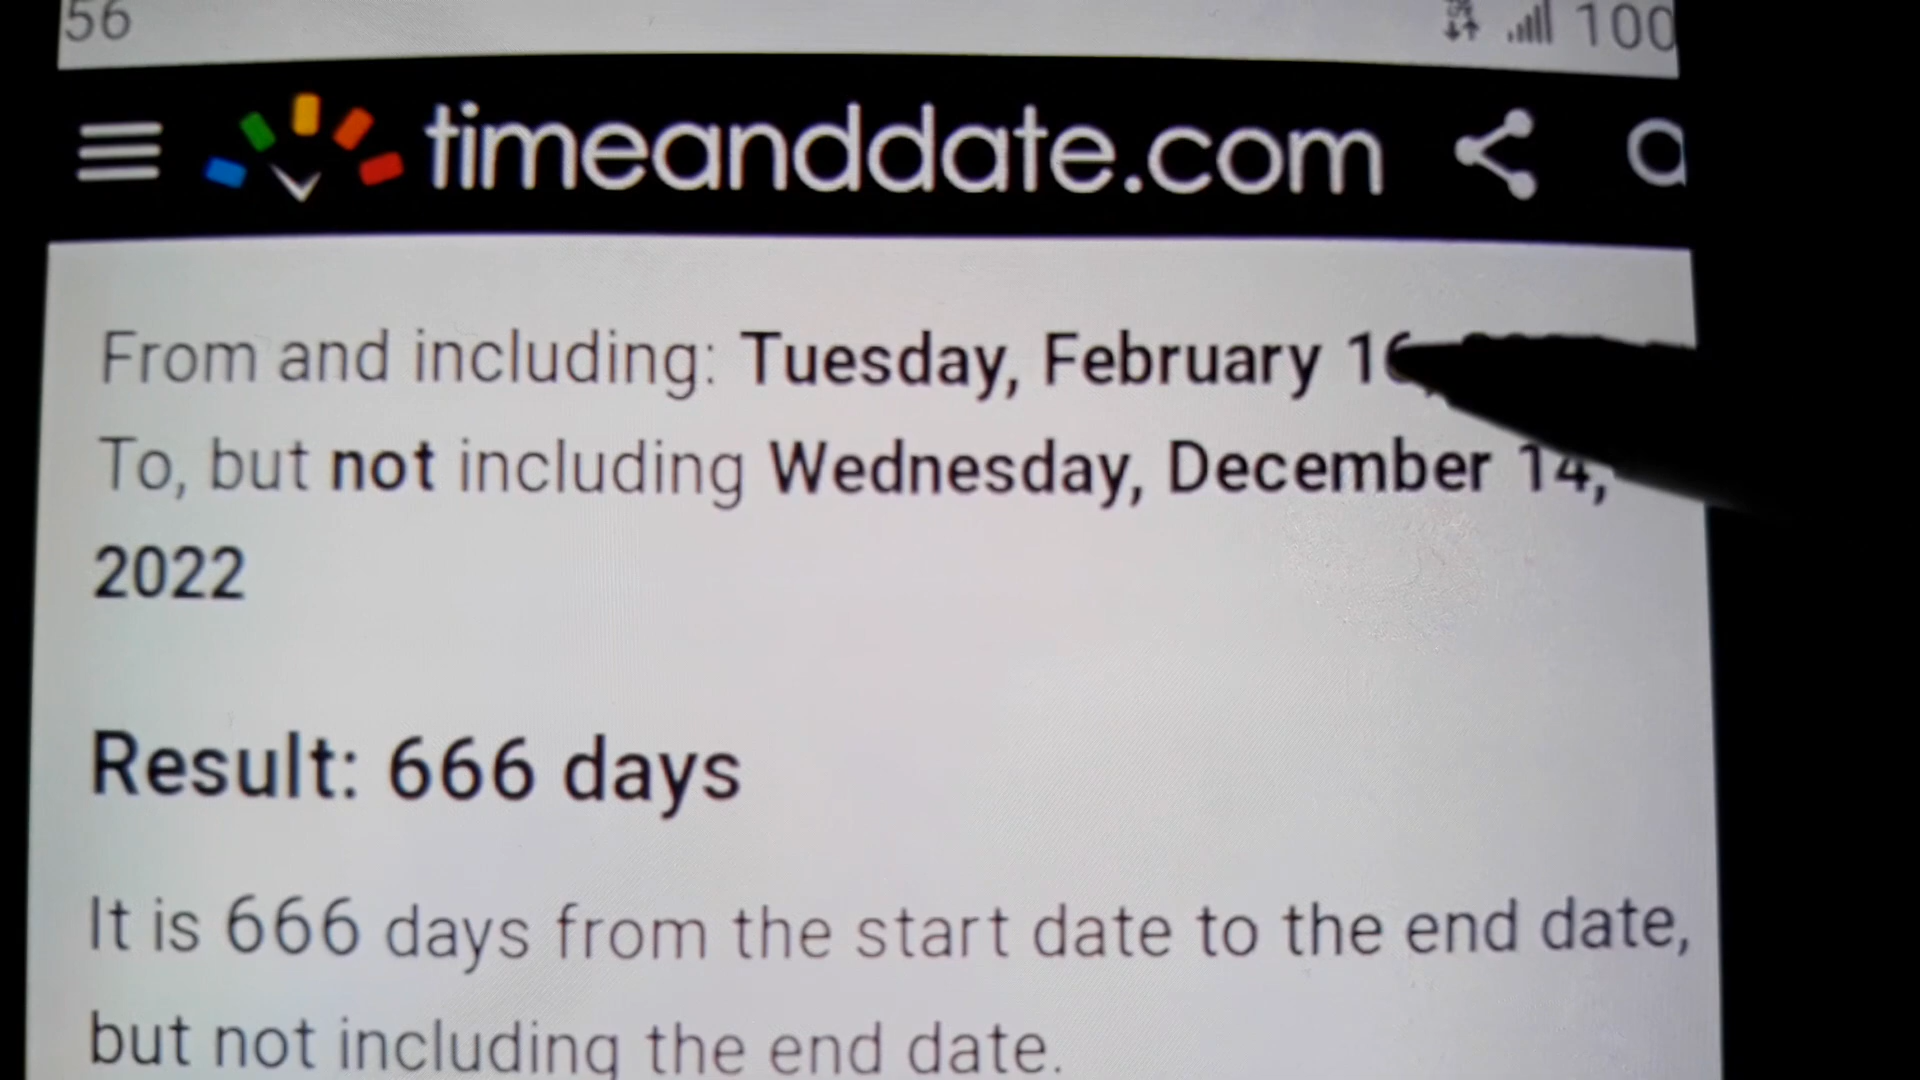 56 100
timeanddate.com
From and including: Tuesday, February 16,
To, but not including Wednesday, December 14,
2022
Result: 666 days
It is 666 days from the start date to the end date,
but not including the end date.